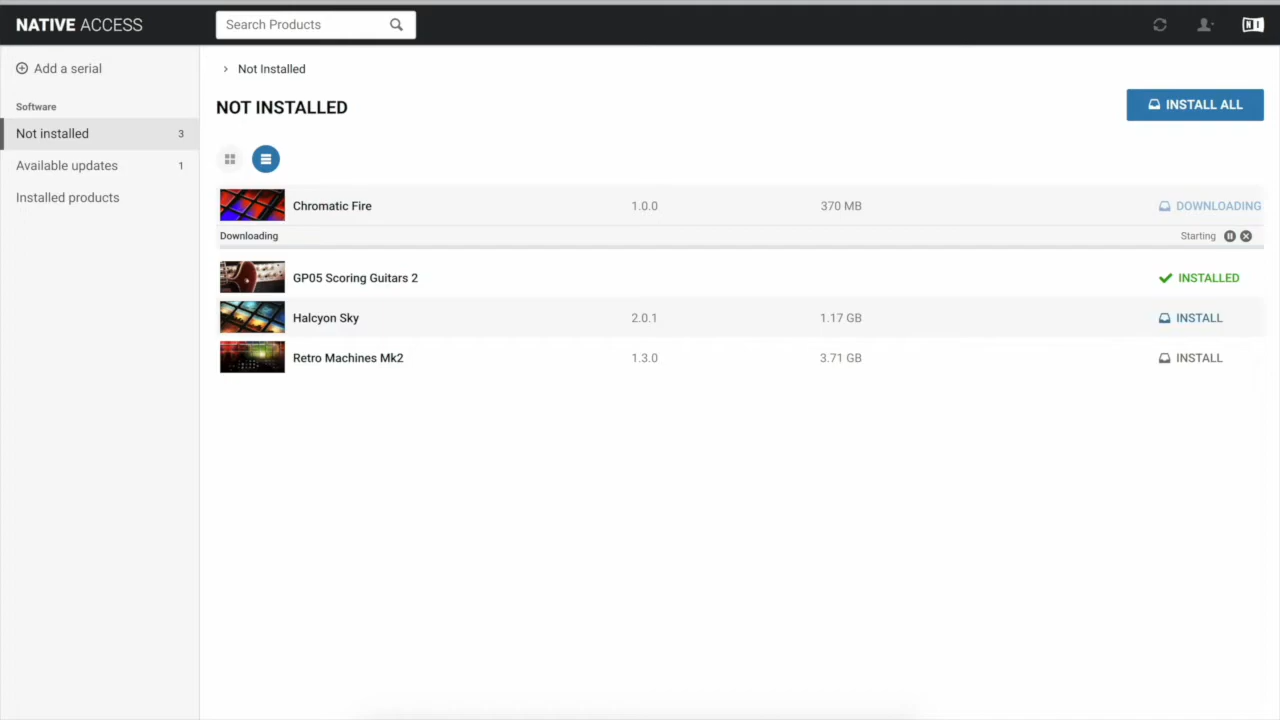 NATIVE ACCESS
Search Products
NI
Add a serial
Software
Not installed 3
Available updates 1
Installed products
> Not Installed
NOT INSTALLED
INSTALL ALL
Chromatic Fire 1.0.0 370 MB DOWNLOADING
Downloading Starting
GP05 Scoring Guitars 2 INSTALLED
Halcyon Sky 2.0.1 1.17 GB INSTALL
Retro Machines Mk2 1.3.0 3.71 GB INSTALL